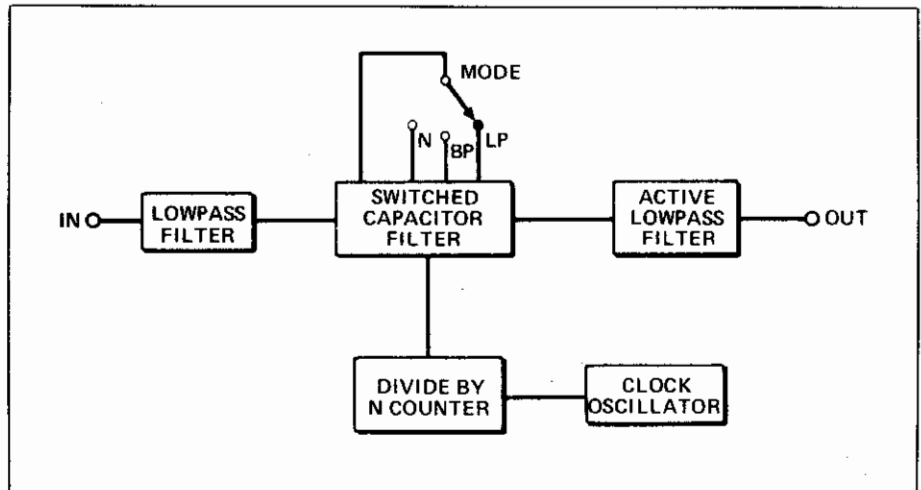 MODE
N
BP
LP
IN
LOWPASS
FILTER
SWITCHED
CAPACITOR
FILTER
ACTIVE
LOWPASS
FILTER
OUT
DIVIDE BY
N COUNTER
CLOCK
OSCILLATOR